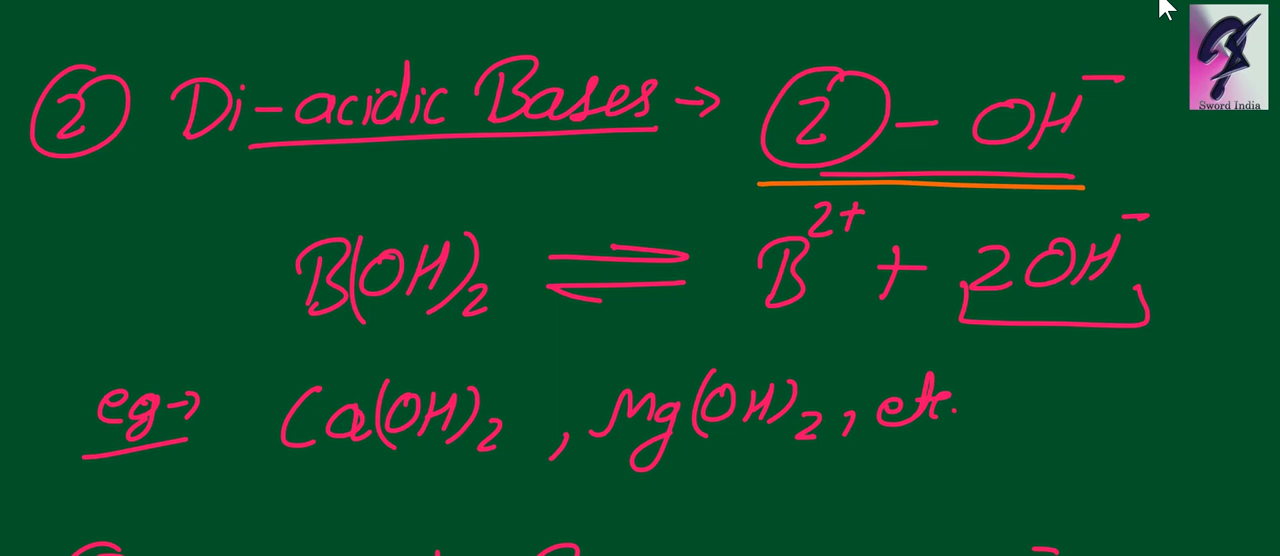 ② Di-acidic Bases → ② - OH⁻
B(OH)₂ ⇌ B²⁺ + 2OH⁻
eg → Ca(OH)₂, Mg(OH)₂, etc.
Sword India